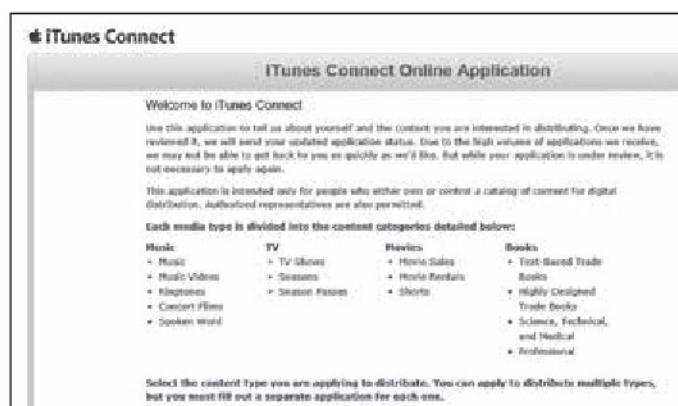 iTunes Connect
iTunes Connect Online Application
Welcome to iTunes Connect
Use this application to tell us about yourself and the content you are interested in distributing. Once we have
reviewed it, we will send your updated application status. Due to the high volume of applications we receive,
we may not be able to get back to you as quickly as we'd like. But while your application is under review, it is
not necessary to apply again.
This application is intended only for people who either own or control a catalog of content for digital
distribution. Authorized representatives are also permitted.
Each media type is divided into the content categories detailed below:
Music TV Movies Books
• Music • TV Shows • Movie Sales • Text-Based Trade
• Music Videos • Seasons • Movie Rentals Books
• Ringtones • Season Passes • Shorts • Highly Designed
• Concert Films Trade Books
• Spoken Word • Science, Technical,
and Medical
• Professional
Select the content type you are applying to distribute. You can apply to distribute multiple types,
but you must fill out a separate application for each one.